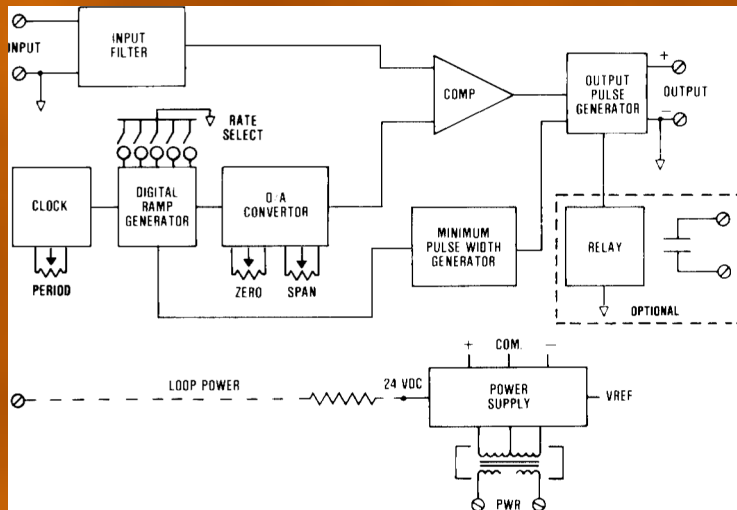 INPUT
INPUT
FILTER
COMP
OUTPUT
PULSE
GENERATOR
+
OUTPUT
−
RATE
SELECT
CLOCK
DIGITAL
RAMP
GENERATOR
D/A
CONVERTOR
PERIOD
ZERO
SPAN
MINIMUM
PULSE WIDTH
GENERATOR
RELAY
OPTIONAL
+ COM. −
LOOP POWER
24 VDC
POWER
SUPPLY
VREF
PWR